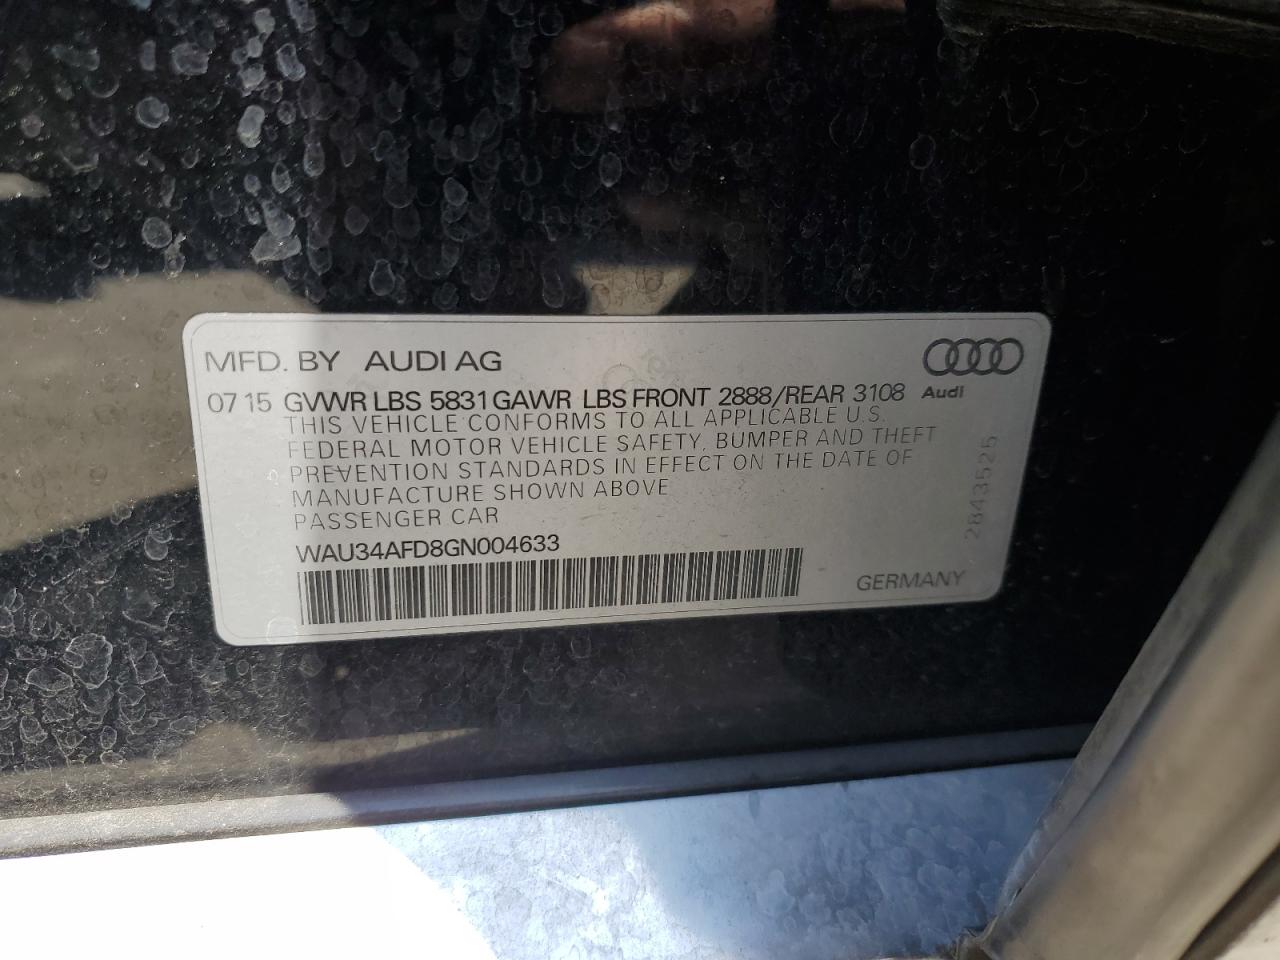 MFD. BY AUDI AG
07 15 GVWR LBS 5831 GAWR LBS FRONT 2888/REAR 3108
Audi
THIS VEHICLE CONFORMS TO ALL APPLICABLE U.S.
FEDERAL MOTOR VEHICLE SAFETY, BUMPER AND THEFT
PREVENTION STANDARDS IN EFFECT ON THE DATE OF
MANUFACTURE SHOWN ABOVE
PASSENGER CAR
WAU34AFD8GN004633
GERMANY
2843525